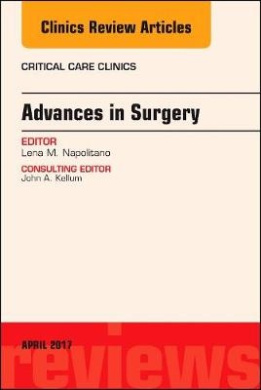 Clinics Review Articles
CRITICAL CARE CLINICS
Advances in Surgery
EDITOR
Lena M. Napolitano
CONSULTING EDITOR
John A. Kellum
APRIL 2017
reviews